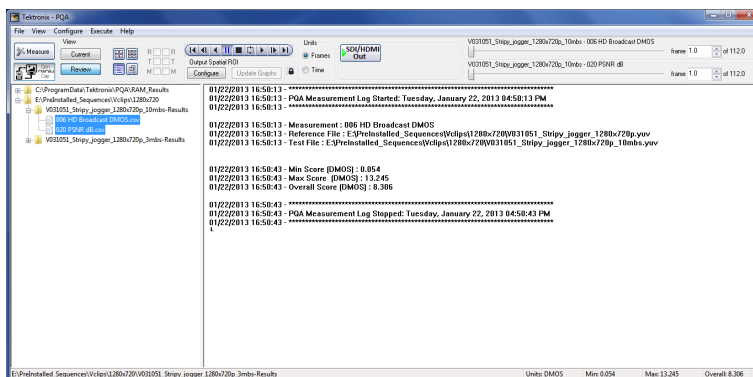 Tektronix - PQA
File View Configure Execute Help
Measure
View
Current
Review
R R
T T
M M
Output Spatial ROI
Configure
Update Graphs
Units
Frames
Time
SDI/HDMI
Out
V031051_Stripy_jogger_1280x720p_10mbs - 006 HD Broadcast DMOS
frame 1.0 of 112.0
V031051_Stripy_jogger_1280x720p_10mbs - 020 PSNR dB
frame 1.0 of 112.0
C:\ProgramData\Tektronix\PQA\RAM_Results
E:\PreInstalled_Sequences\Vclips\1280x720
V031051_Stripy_jogger_1280x720p_10mbs-Results
006 HD Broadcast DMOS.csv
020 PSNR dB.csv
V031051_Stripy_jogger_1280x720p_3mbs-Results
01/22/2013 16:50:13 - ************************************************************************
01/22/2013 16:50:13 - PQA Measurement Log Started: Tuesday, January 22, 2013 04:50:13 PM
01/22/2013 16:50:13 - ************************************************************************
01/22/2013 16:50:13 - Measurement : 006 HD Broadcast DMOS
01/22/2013 16:50:13 - Reference File : E:\PreInstalled_Sequences\Vclips\1280x720\V031051_Stripy_jogger_1280x720p.yuv
01/22/2013 16:50:13 - Test File : E:\PreInstalled_Sequences\Vclips\1280x720\V031051_Stripy_jogger_1280x720p_10mbs.yuv
01/22/2013 16:50:43 - Min Score (DMOS) : 0.054
01/22/2013 16:50:43 - Max Score (DMOS) : 13.245
01/22/2013 16:50:43 - Overall Score (DMOS) : 8.306
01/22/2013 16:50:43 - ************************************************************************
01/22/2013 16:50:43 - PQA Measurement Log Stopped: Tuesday, January 22, 2013 04:50:43 PM
01/22/2013 16:50:43 - ************************************************************************
E:\PreInstalled_Sequences\Vclips\1280x720\V031051_Stripy_jogger_1280x720p_3mbs-Results
Units: DMOS Min: 0.054 Max: 13.245 Overall: 8.306